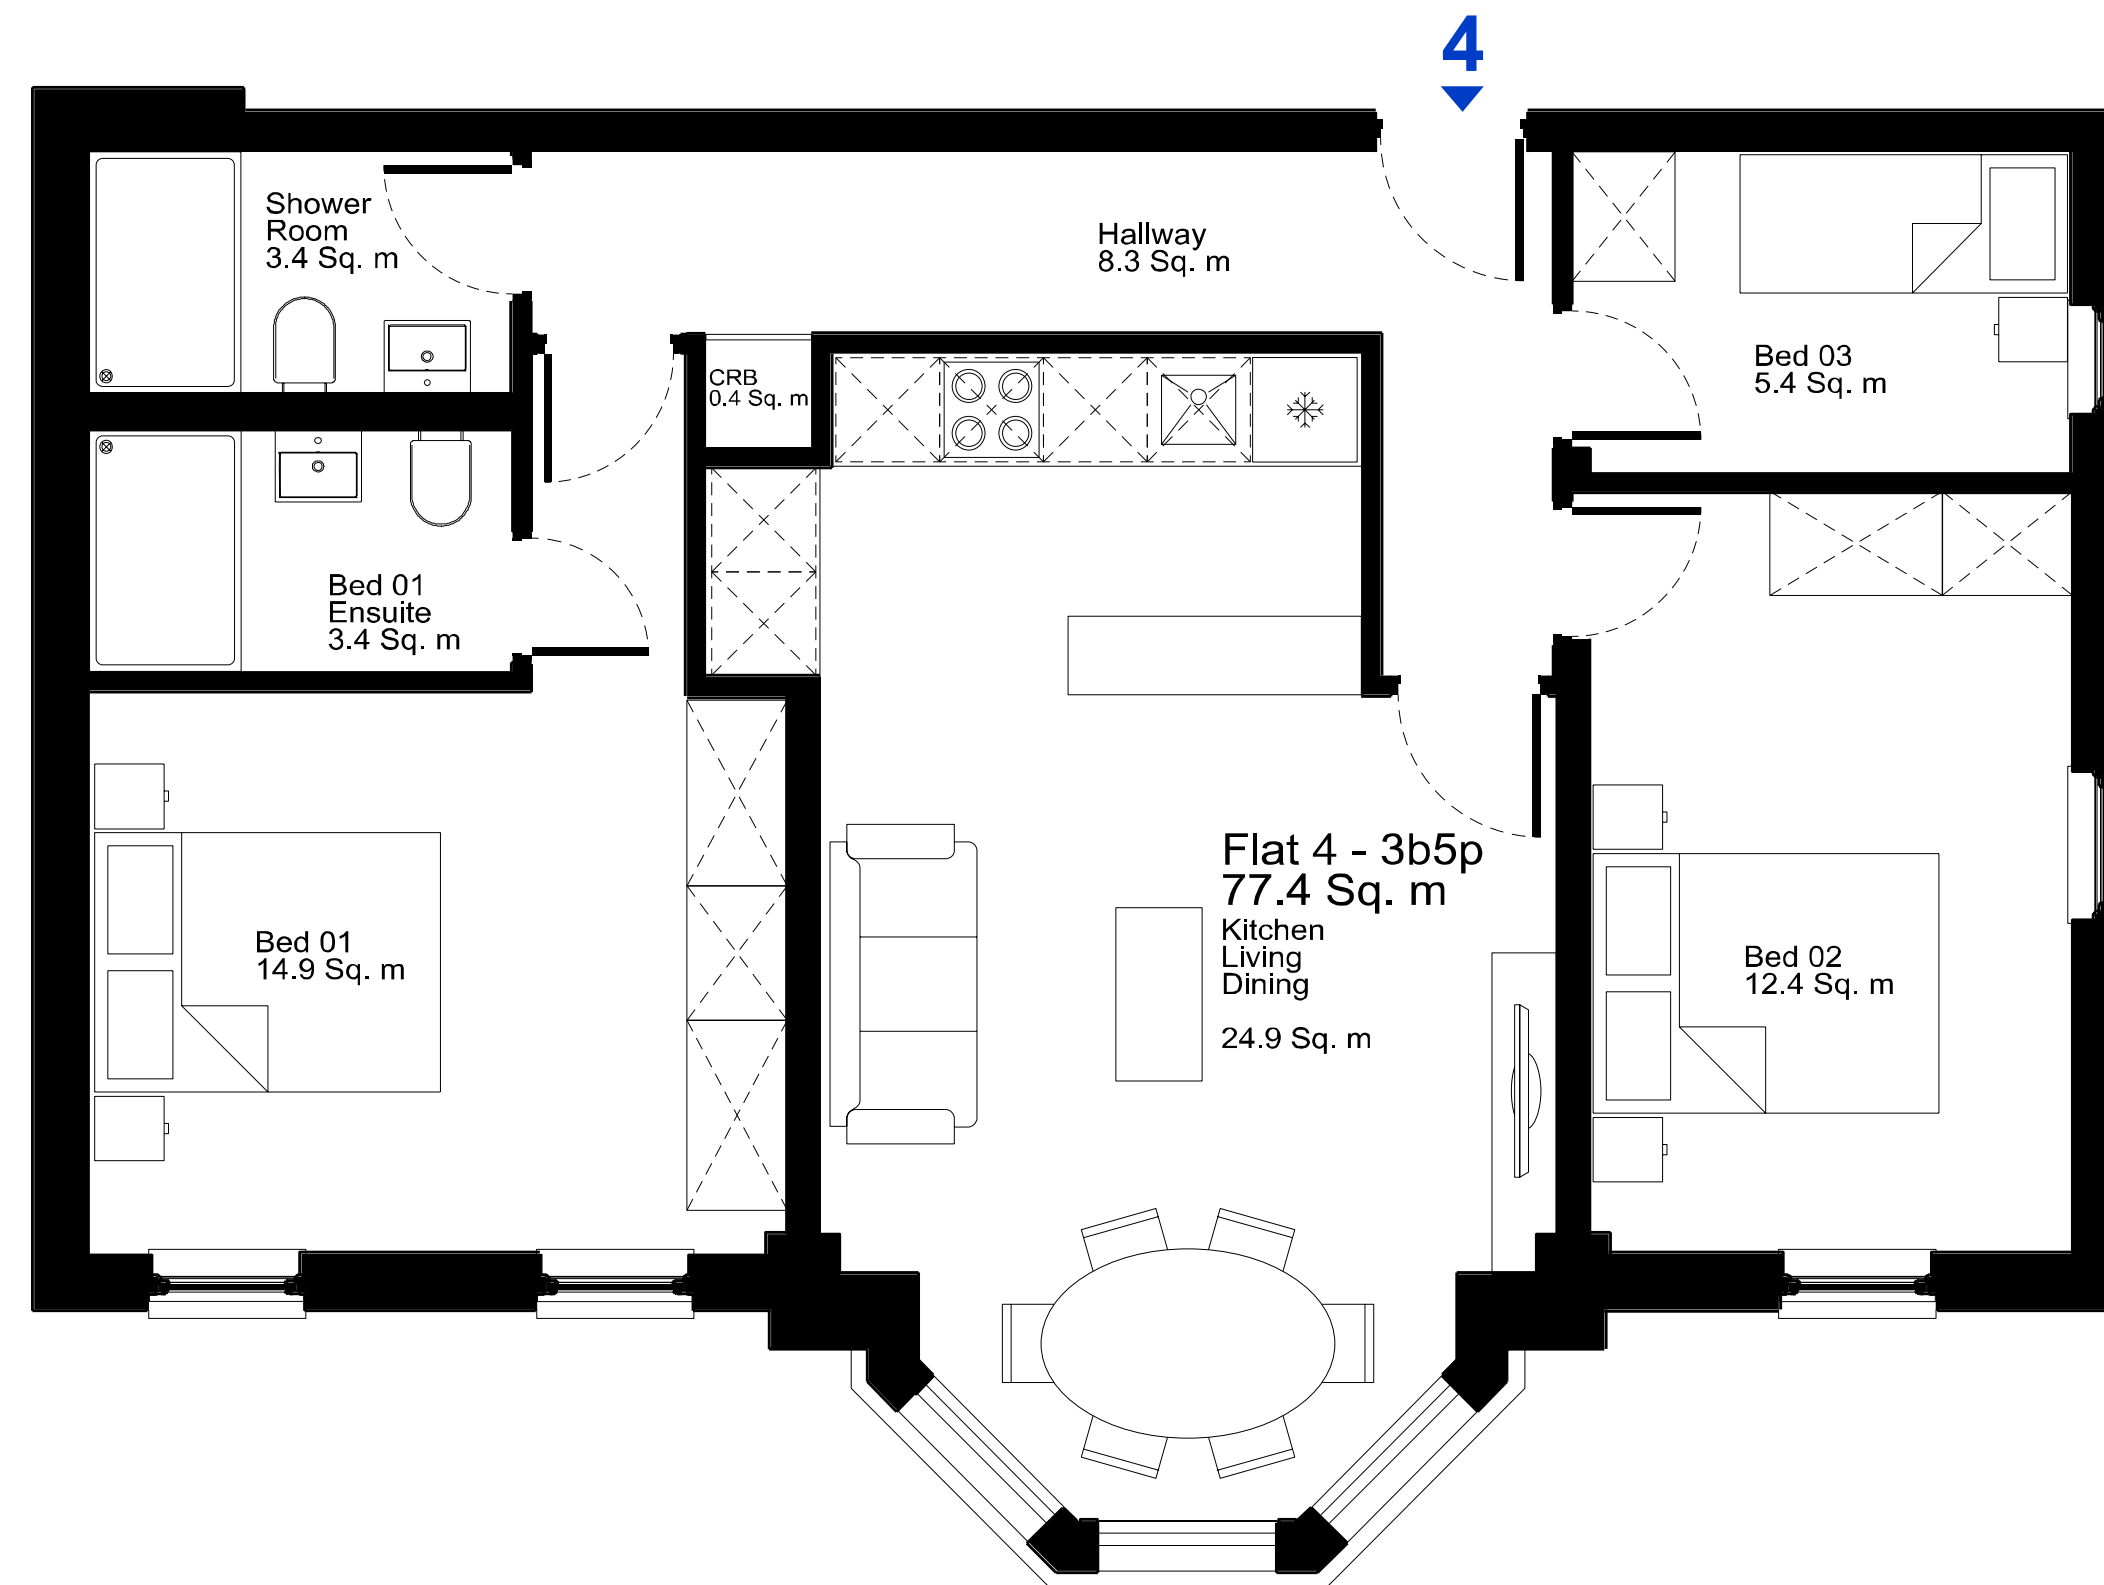 4
Shower
Room
3.4 Sq. m
Hallway
8.3 Sq. m
Bed 03
5.4 Sq. m
CRB
0.4 Sq. m
Bed 01
Ensuite
3.4 Sq. m
Flat 4 - 3b5p
77.4 Sq. m
Kitchen
Living
Dining
24.9 Sq. m
Bed 01
14.9 Sq. m
Bed 02
12.4 Sq. m